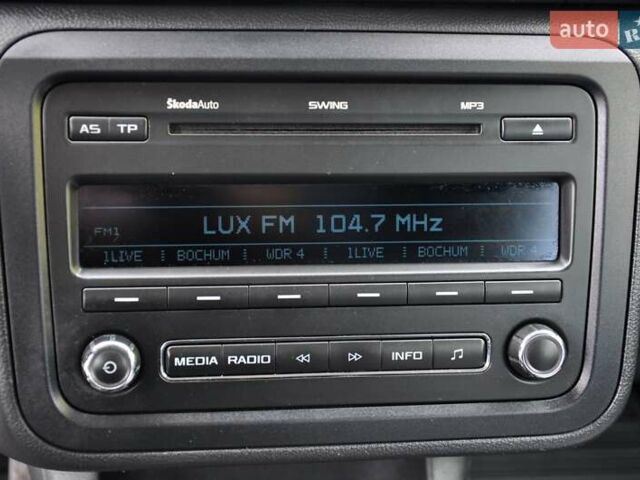 auto R
ŠkodaAuto SWING MP3
AS TP
LUX FM 104.7 MHz
FM1
1LIVE BOCHUM WDR 4 1LIVE BOCHUM WDR 4
MEDIA RADIO INFO